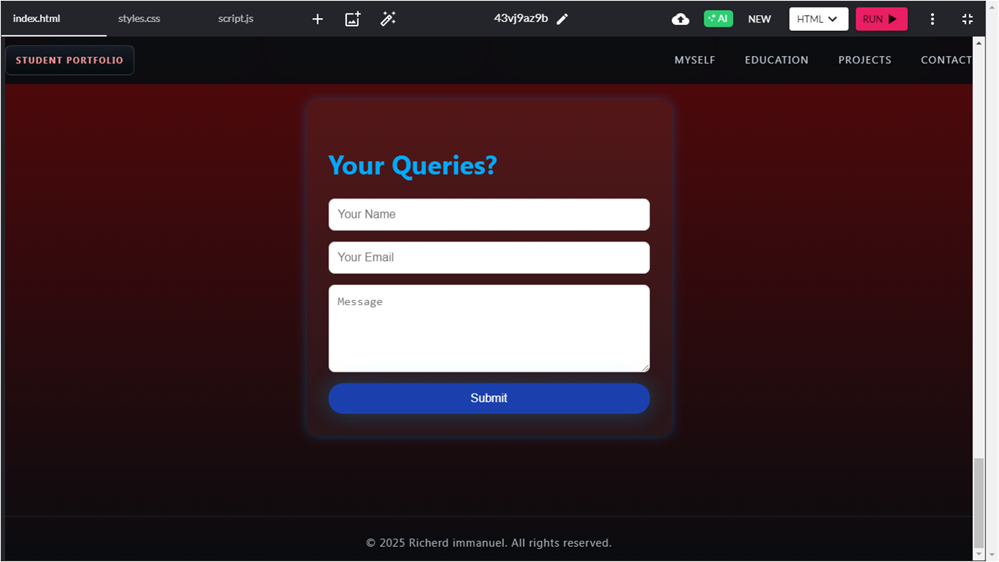 index.html styles.css script.js 43vj9az9b AI NEW HTML RUN
STUDENT PORTFOLIO MYSELF EDUCATION PROJECTS CONTACT
Your Queries?
Your Name
Your Email
Message
Submit
© 2025 Richerd immanuel. All rights reserved.